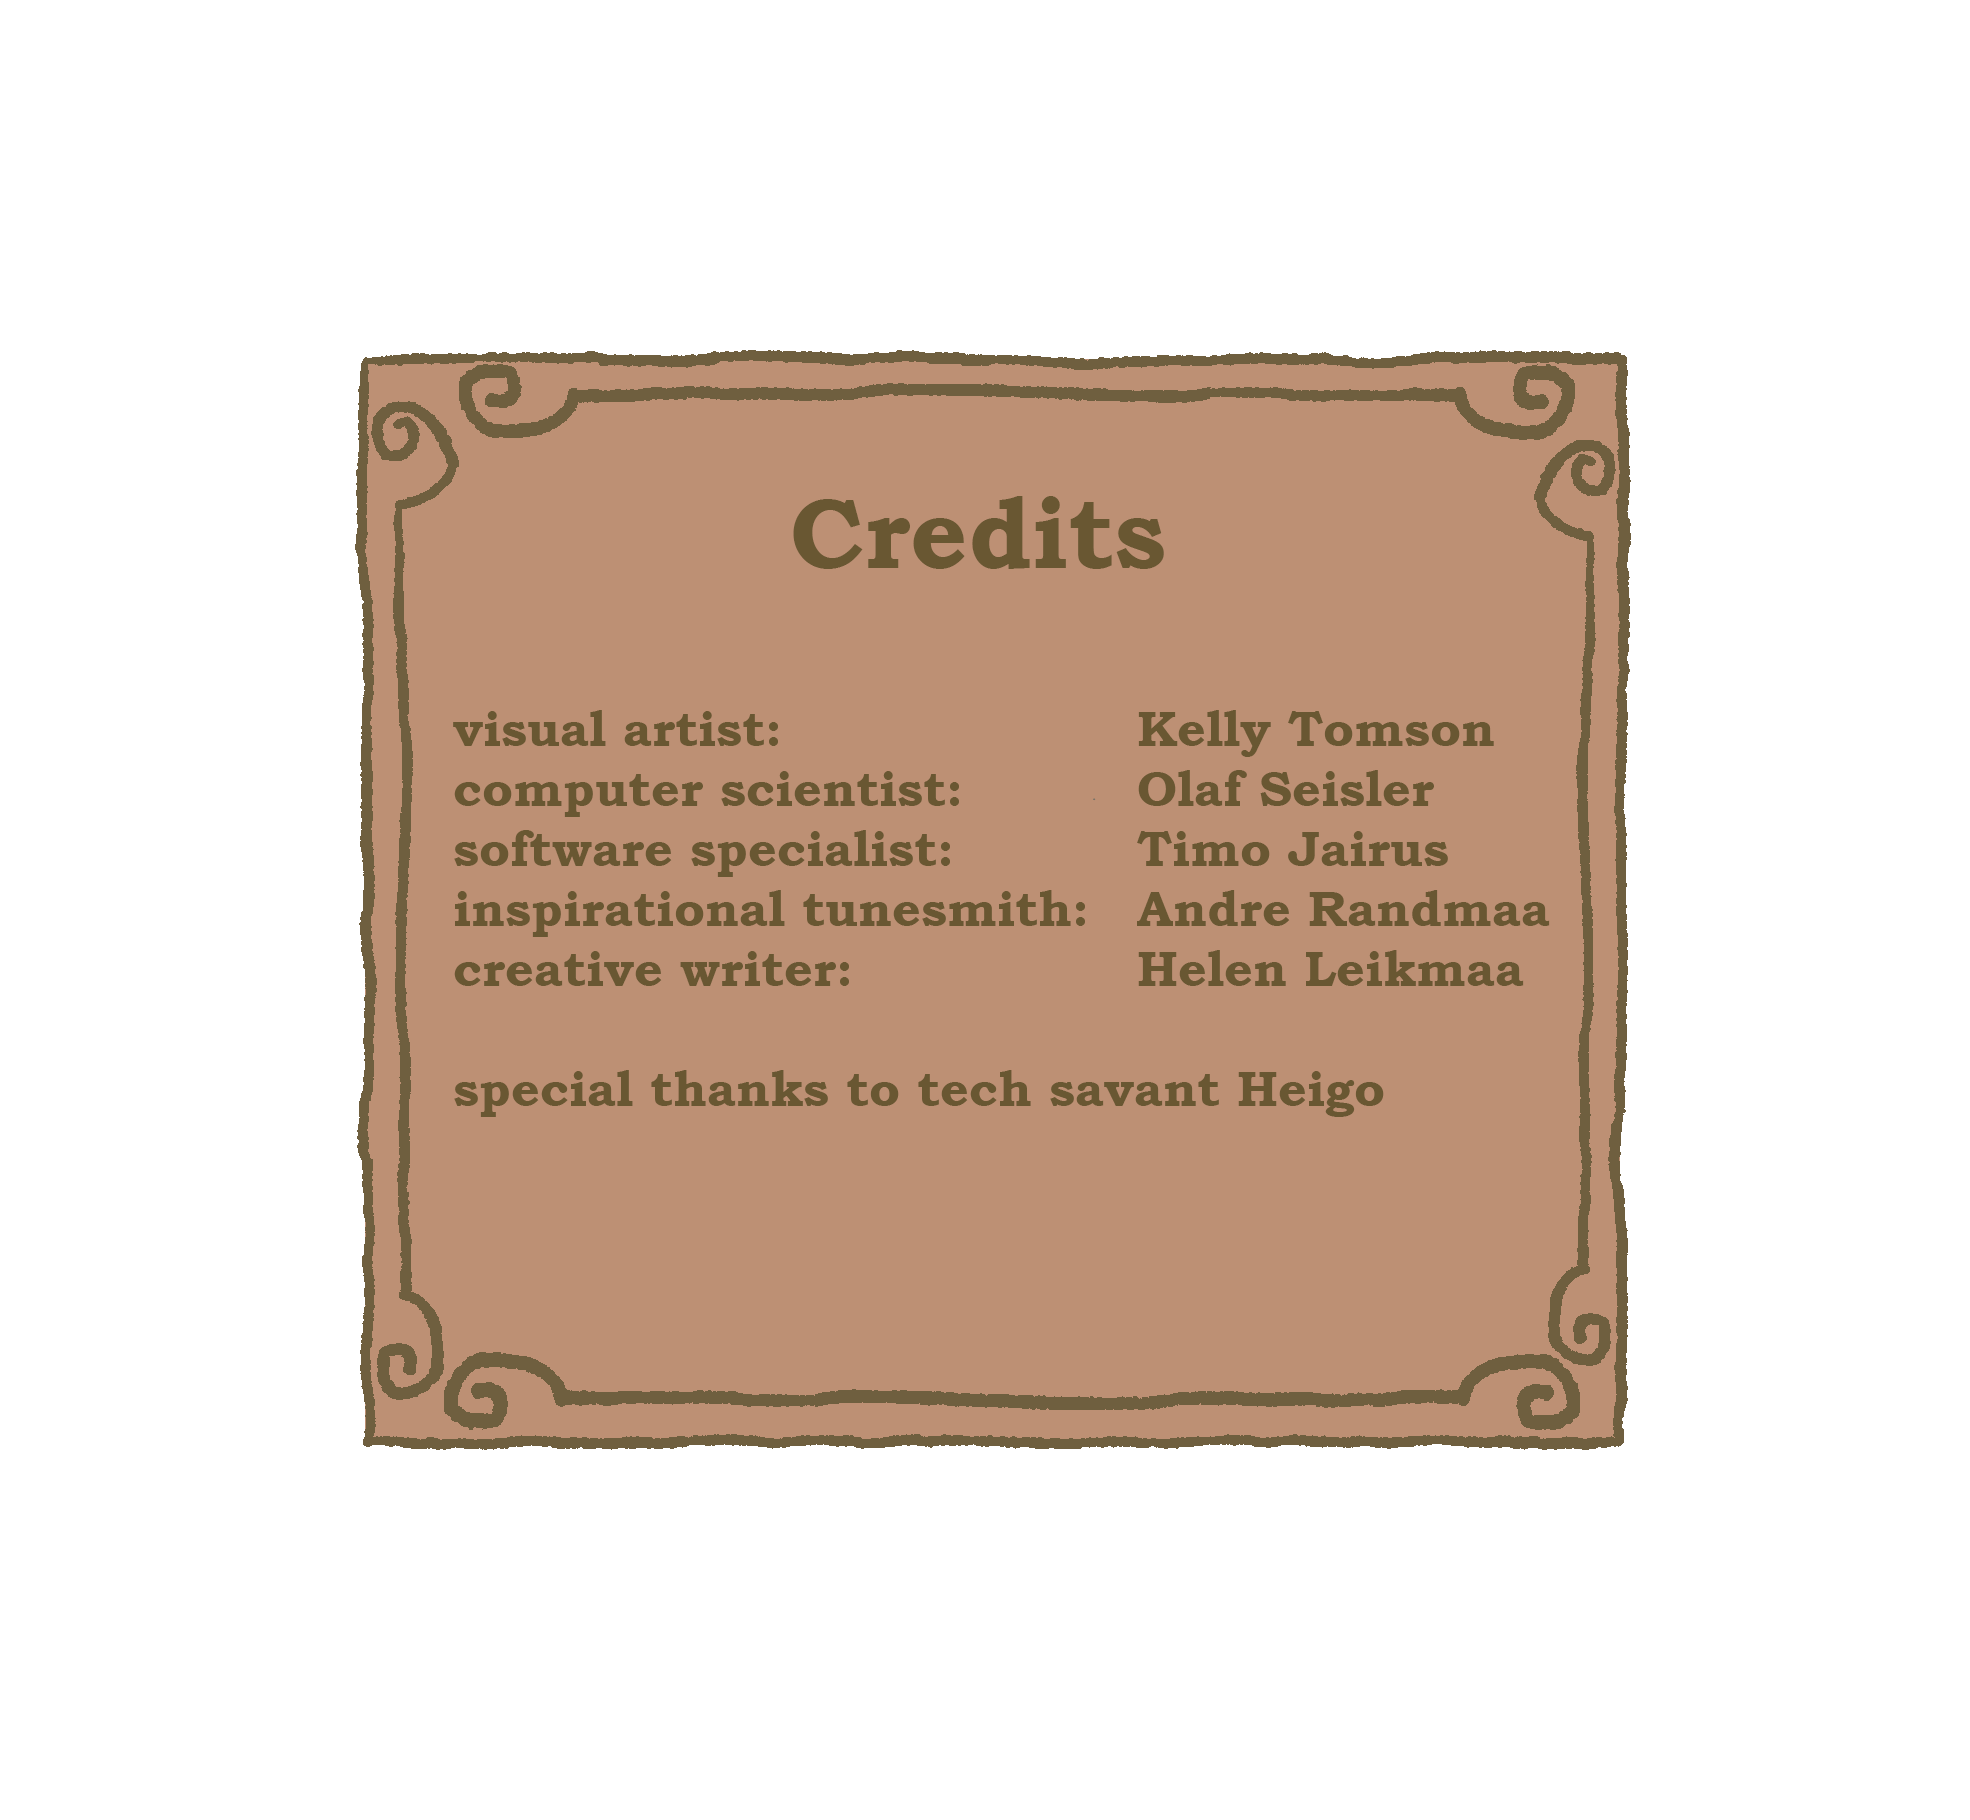 Credits
visual artist: Kelly Tomson
computer scientist: Olaf Seisler
software specialist: Timo Jairus
inspirational tunesmith: Andre Randmaa
creative writer: Helen Leikmaa
special thanks to tech savant Heigo